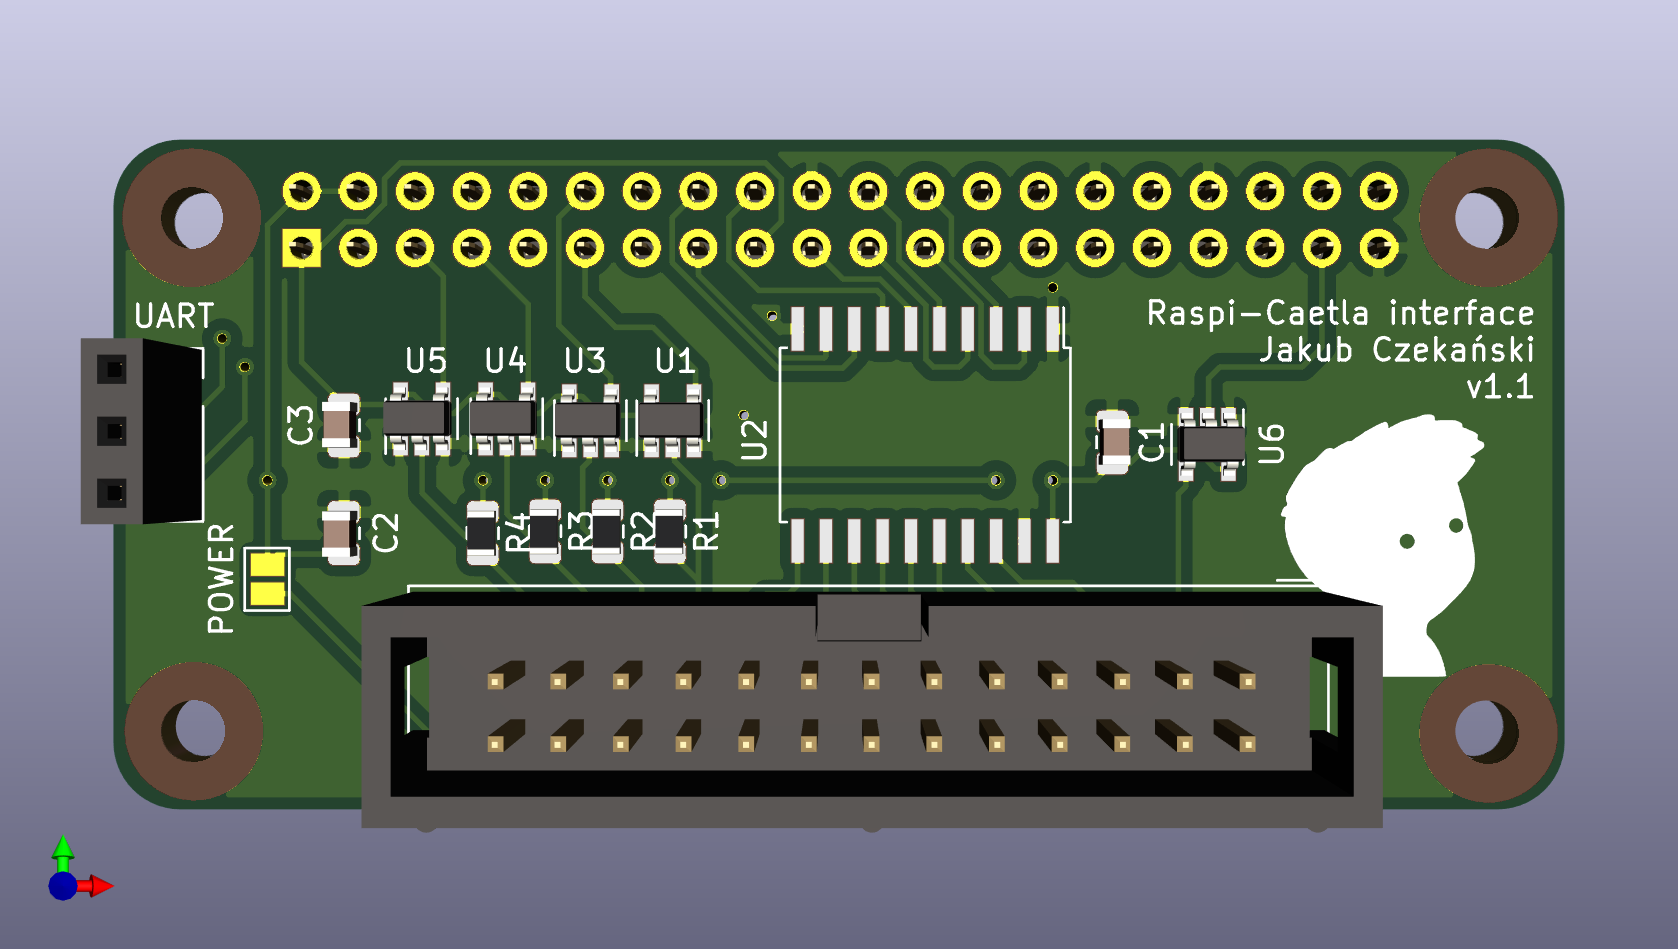 UART
Raspi-Caetla interface
Jakub Czekański
v1.1
U5
U4
U3
U1
C3
U2
C1
U6
C2
R4
R3
R2
R1
POWER